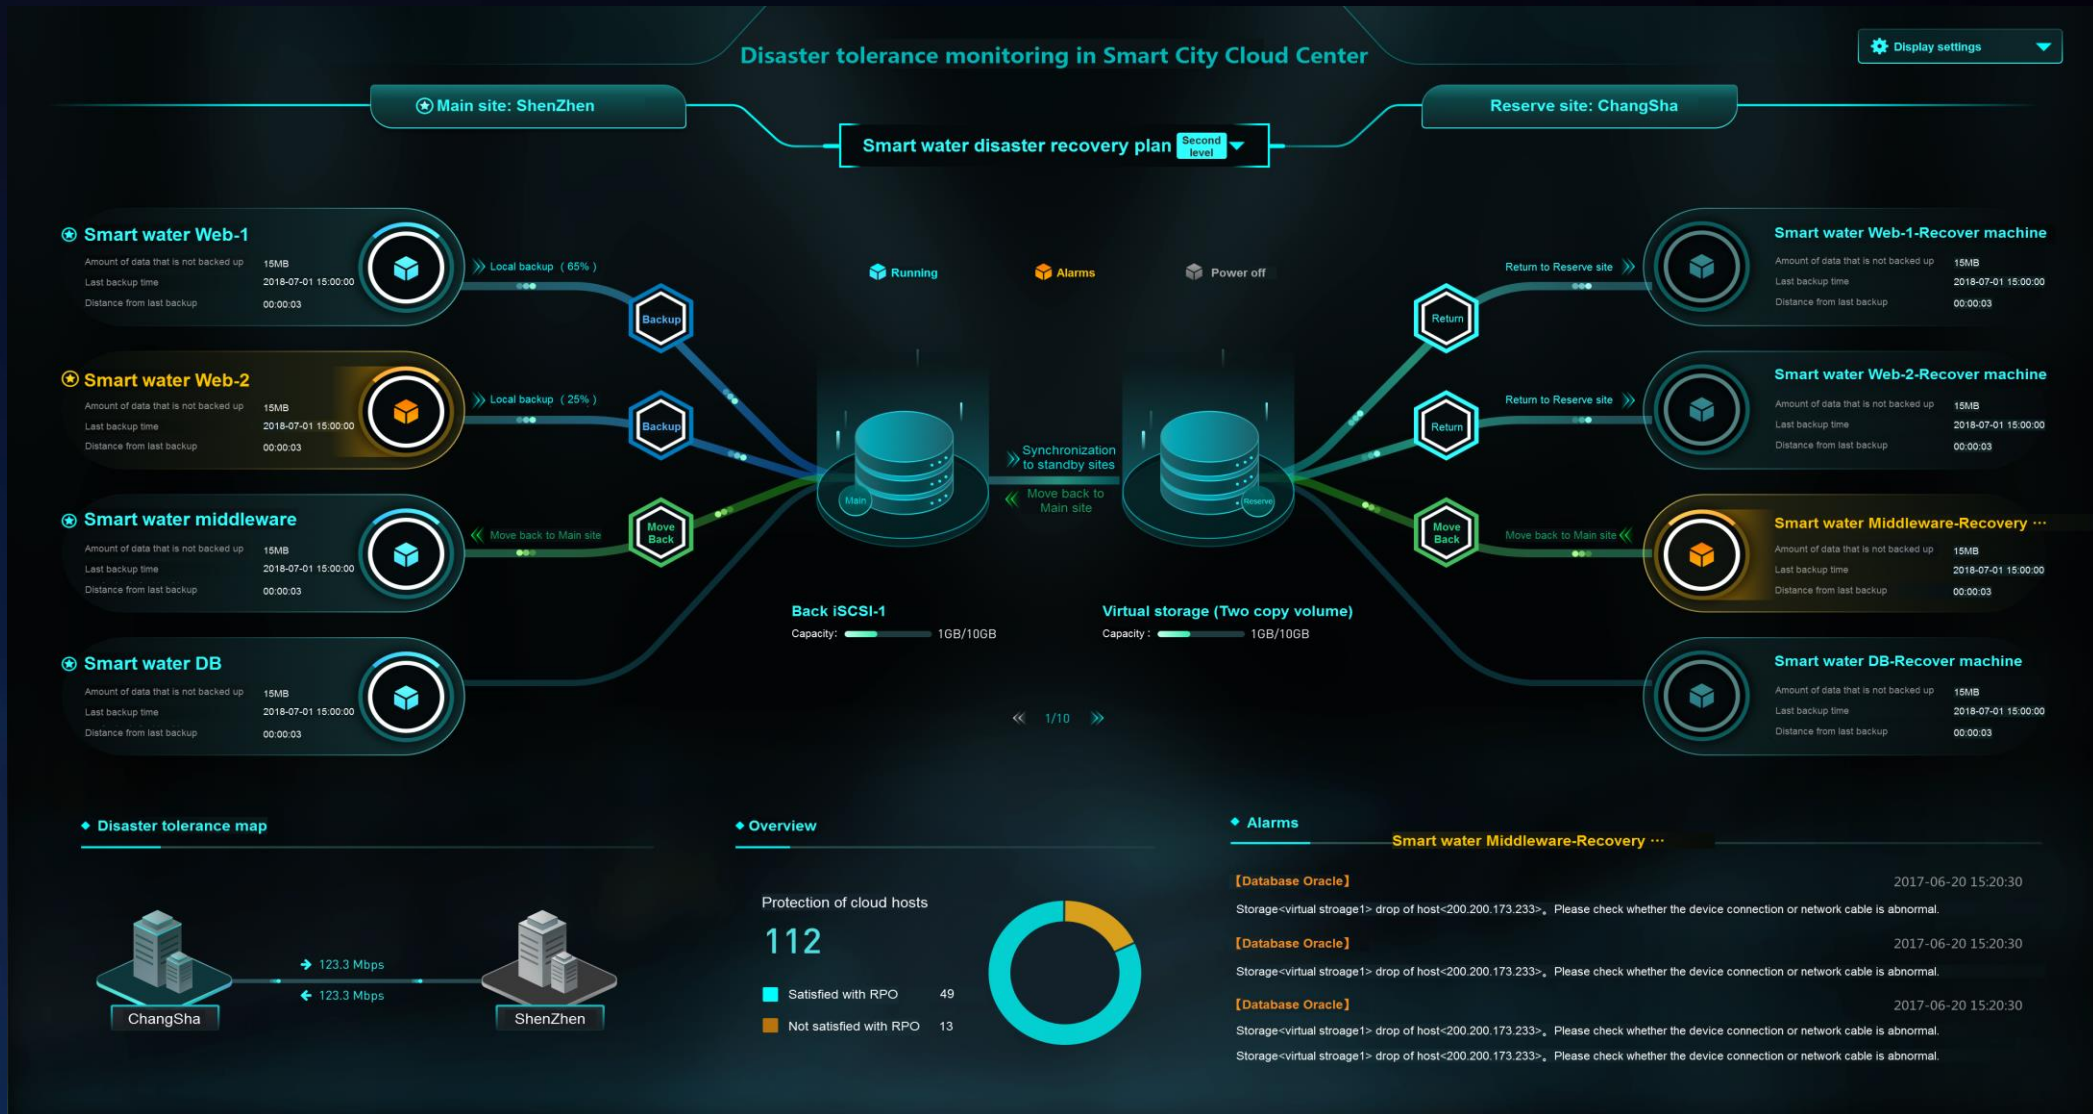 Disaster tolerance monitoring in Smart City Cloud Center
Display settings
Main site: ShenZhen
Reserve site: ChangSha
Smart water disaster recovery plan
Second
level
Smart water Web-1
Amount of data that is not backed up 15MB
Last backup time 2018-07-01 15:00:00
Distance from last backup 00:00:03
Local backup ( 65% )
Backup
Smart water Web-2
Amount of data that is not backed up 15MB
Last backup time 2018-07-01 15:00:00
Distance from last backup 00:00:03
Local backup ( 25% )
Backup
Smart water middleware
Amount of data that is not backed up 15MB
Last backup time 2018-07-01 15:00:00
Distance from last backup 00:00:03
Move back to Main site
Move
Back
Smart water DB
Amount of data that is not backed up 15MB
Last backup time 2018-07-01 15:00:00
Distance from last backup 00:00:03
Running
Alarms
Power off
Main
Synchronization
to standby sites
Move back to
Main site
Reserve
Back iSCSI-1
Capacity: 1GB/10GB
Virtual storage (Two copy volume)
Capacity : 1GB/10GB
1/10
Return to Reserve site
Return
Smart water Web-1-Recover machine
Amount of data that is not backed up 15MB
Last backup time 2018-07-01 15:00:00
Distance from last backup 00:00:03
Return to Reserve site
Return
Smart water Web-2-Recover machine
Amount of data that is not backed up 15MB
Last backup time 2018-07-01 15:00:00
Distance from last backup 00:00:03
Move
Back
Move back to Main site
Smart water Middleware-Recovery ···
Amount of data that is not backed up 15MB
Last backup time 2018-07-01 15:00:00
Distance from last backup 00:00:03
Smart water DB-Recover machine
Amount of data that is not backed up 15MB
Last backup time 2018-07-01 15:00:00
Distance from last backup 00:00:03
Disaster tolerance map
123.3 Mbps
123.3 Mbps
ChangSha
ShenZhen
Overview
Protection of cloud hosts
112
Satisfied with RPO 49
Not satisfied with RPO 13
Alarms
Smart water Middleware-Recovery ···
【Database Oracle】 2017-06-20 15:20:30
Storage<virtual stroage1> drop of host<200.200.173.233>。Please check whether the device connection or network cable is abnormal.
【Database Oracle】 2017-06-20 15:20:30
Storage<virtual stroage1> drop of host<200.200.173.233>。Please check whether the device connection or network cable is abnormal.
【Database Oracle】 2017-06-20 15:20:30
Storage<virtual stroage1> drop of host<200.200.173.233>。Please check whether the device connection or network cable is abnormal.
Storage<virtual stroage1> drop of host<200.200.173.233>。Please check whether the device connection or network cable is abnormal.